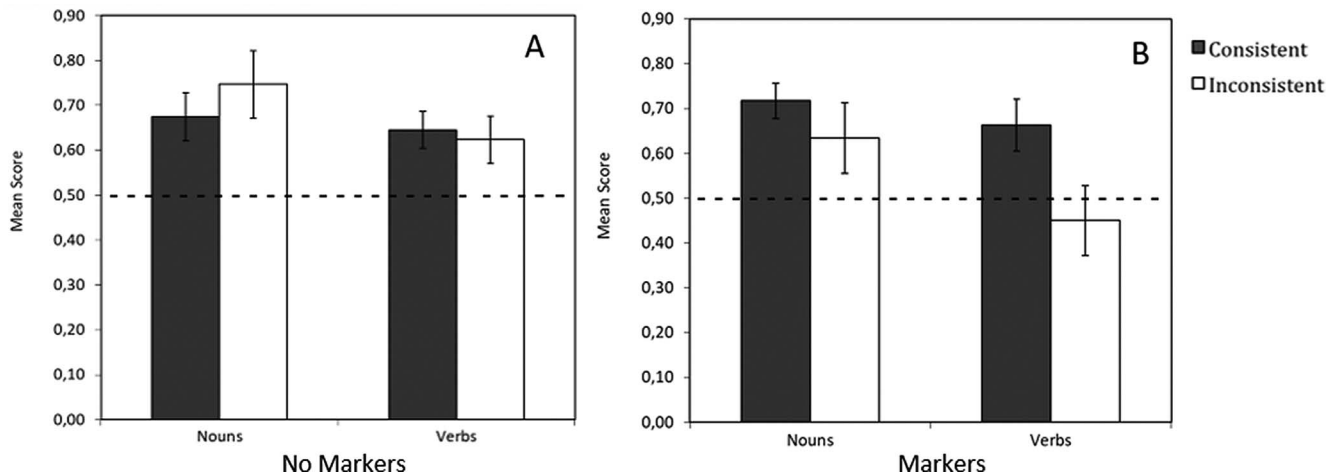 Mean Score
0,90
0,80
0,70
0,60
0,50
0,40
0,30
0,20
0,10
0,00
A
Nouns
Verbs
No Markers
Mean Score
0,90
0,80
0,70
0,60
0,50
0,40
0,30
0,20
0,10
0,00
B
Nouns
Verbs
Markers
Consistent
Inconsistent